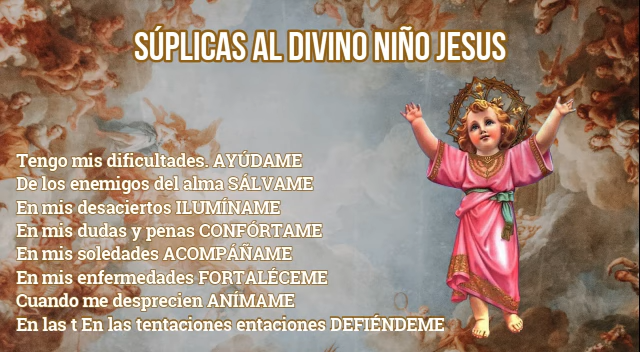 SÚPLICAS AL DIVINO NIÑO JESUS
Tengo mis dificultades. AYÚDAME
De los enemigos del alma SÁLVAME
En mis desaciertos ILUMÍNAME
En mis dudas y penas CONFÓRTAME
En mis soledades ACOMPÁÑAME
En mis enfermedades FORTALÉCEME
Cuando me desprecien ANÍMAME
En las t En las tentaciones entaciones DEFIÉNDEME